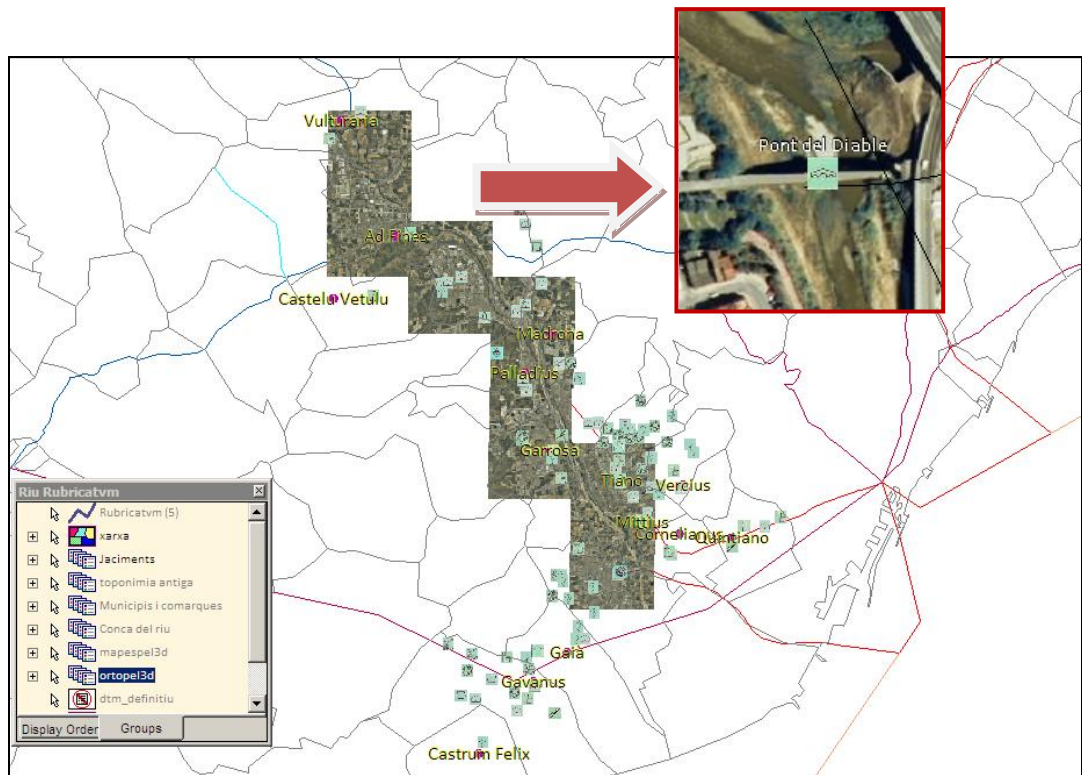 Pont del Diable
Vulturaria
Ad Fines
Castelu Vetulu
Madrona
Palladius
Garrosa
Tiano
Vercius
Mittius
Cornelianus
Quintiano
Gaià
Gavanus
Castrum Felix
Riu Rubricatvm
Rubricatvm (5)
xarxa
Jaciments
toponimia antiga
Municipis i comarques
Conca del riu
mapespel3d
ortopel3d
dtm_definitiu
Display Order
Groups